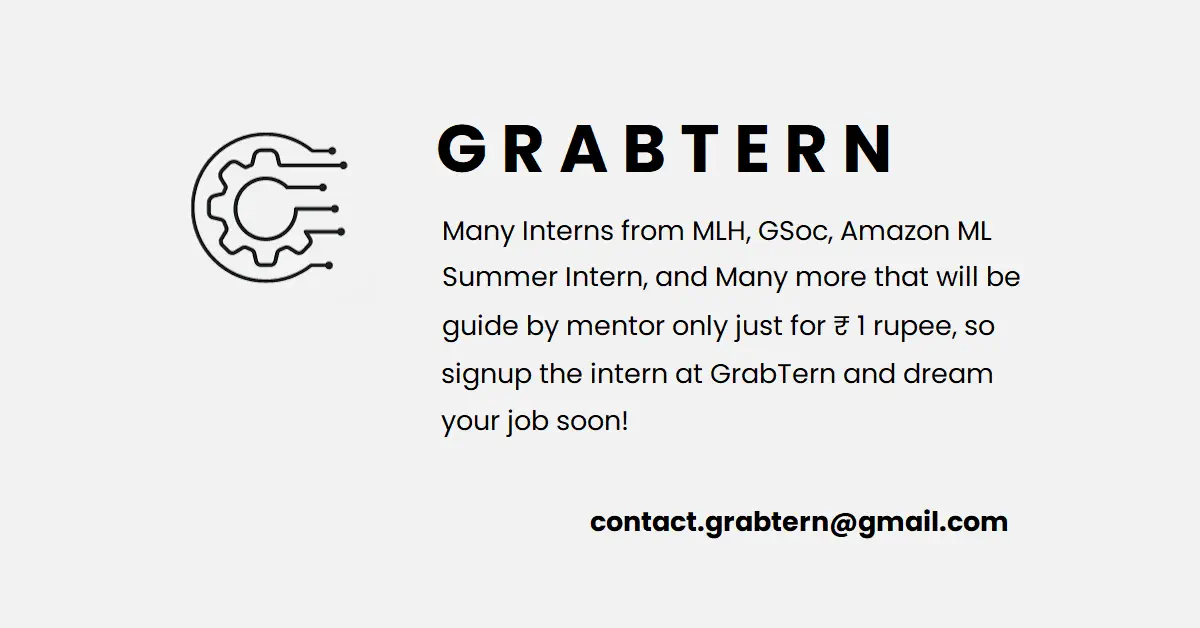 GRABTERN
Many Interns from MLH, GSoc, Amazon ML
Summer Intern, and Many more that will be
guide by mentor only just for ₹ 1 rupee, so
signup the intern at GrabTern and dream
your job soon!
contact.grabtern@gmail.com